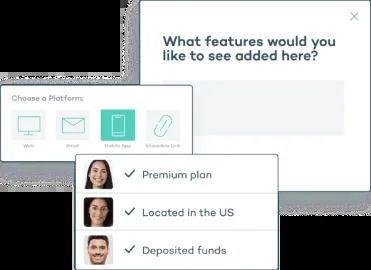 What features would you
like to see added here?
Choose a Platform:
Web
Email
Mobile App
Shareable Link
Premium plan
Located in the US
Deposited funds